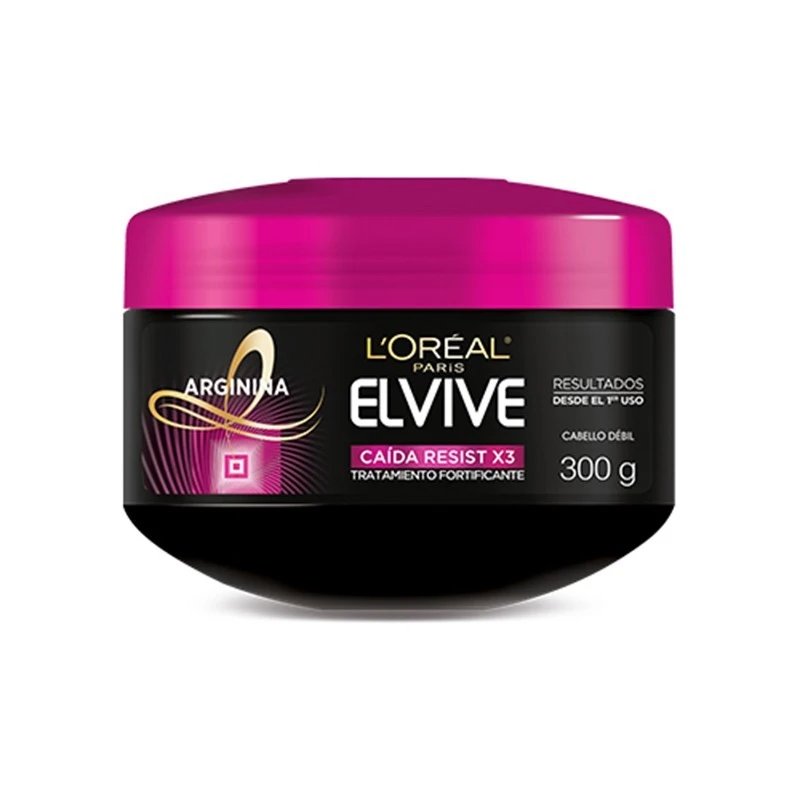 ARGININA
L'ORÉAL
PARIS
ELVIVE
CAÍDA RESIST X3
TRATAMIENTO FORTIFICANTE
RESULTADOS
DESDE EL 1ER USO
CABELLO DÉBIL
300 g